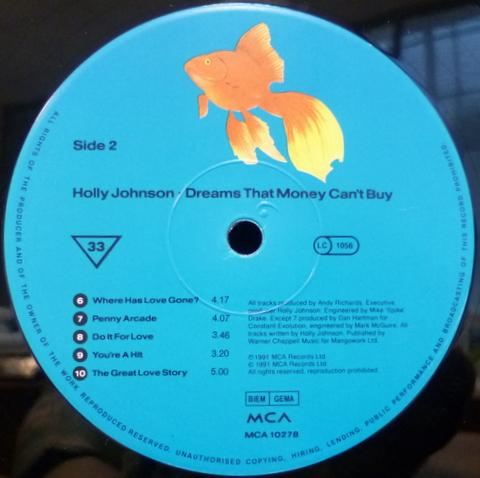 Side 2
Holly Johnson · Dreams That Money Can't Buy
33
LC 1056
6 Where Has Love Gone? 4.17
7 Penny Arcade 4.07
8 Do It For Love 3.46
9 You're A Hit 3.20
10 The Great Love Story 5.00
All tracks produced by Andy Richards. Executive
producer Holly Johnson. Engineered by Mike 'Spike'
Drake. Except 7 produced by Dan Hartman for
Constant Evolution, engineered by Mark McGuire. All
tracks written by Holly Johnson. Published by
Warner Chappell Music for Mangowork Ltd.
℗ 1991 MCA Records Ltd.
© 1991 MCA Records Ltd.
All rights reserved, reproduction prohibited.
BIEM GEMA
MCA
MCA 10278
ALL RIGHTS OF THE PRODUCER AND OF THE OWNER OF THE WORK REPRODUCED RESERVED. UNAUTHORISED COPYING, HIRING, LENDING, PUBLIC PERFORMANCE AND BROADCASTING OF THIS RECORD PROHIBITED